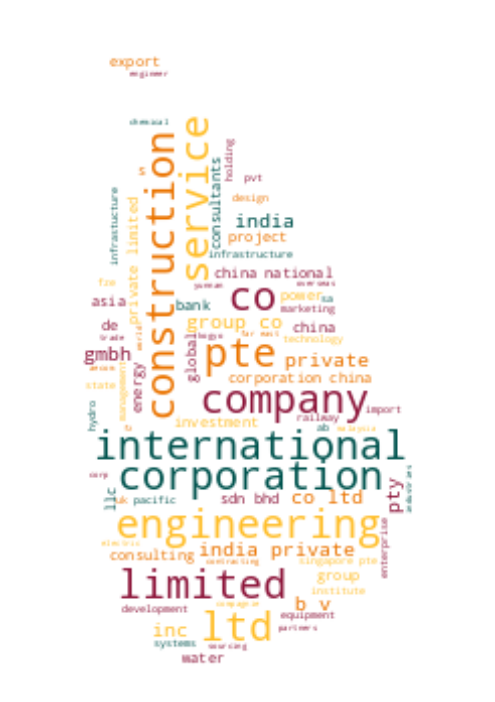 export
engineer
chemical
construction
service
s
consultants
holding
pvt
infrastucture
private limited
design
india
project
infrastructure
china national
fze
yunnan
overseas
asia
bank
co
power
sa
marketing
de
group co
china
trade
world
global
tokyo
far east
technology
gmbh
pte
private
state
management
energy
corporation china
company
import
hydro
investment
railway
ab
malaysia
international
corp
corporation
industries
llc
uk
pacific
sdn bhd
co ltd
pty
engineering
electric
consulting
india private
enterprise
contracting
singapore pte
group
limited
institute
development
b v
equipment
inc
ltd
partners
systems
sourcing
water